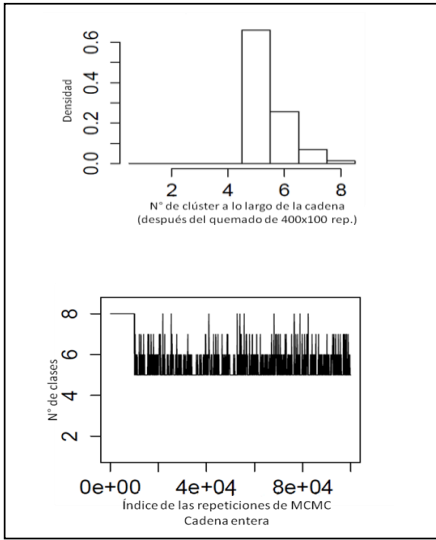 Densidad
0.0 0.2 0.4 0.6
2 4 6 8
N° de clúster a lo largo de la cadena
(después del quemado de 400x100 rep.)
N° de clases
2 4 6 8
0e+00 4e+04 8e+04
Índice de las repeticiones de MCMC
Cadena entera